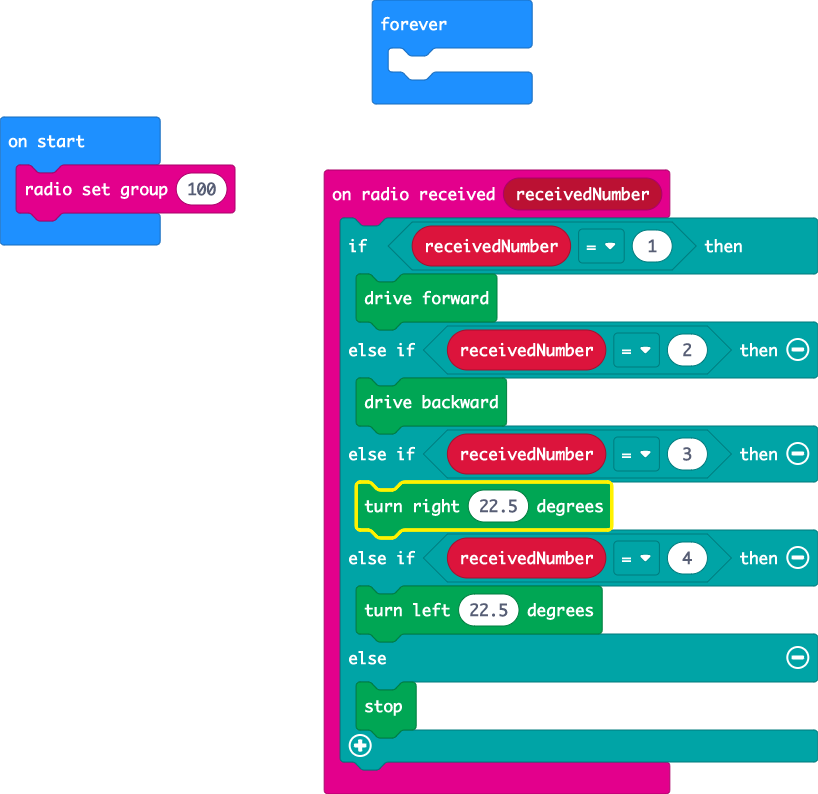 forever
on start
radio set group 100
on radio received receivedNumber
if receivedNumber = 1 then
drive forward
else if receivedNumber = 2 then
drive backward
else if receivedNumber = 3 then
turn right 22.5 degrees
else if receivedNumber = 4 then
turn left 22.5 degrees
else
stop